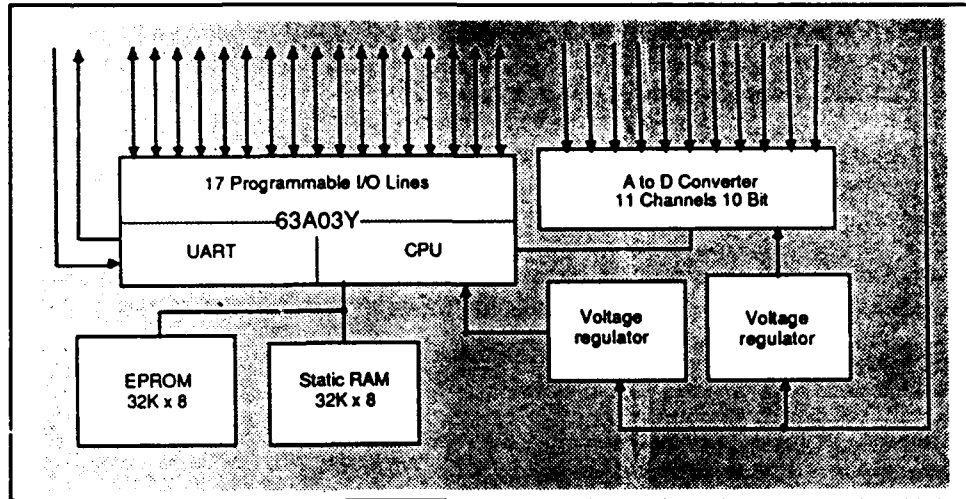 17 Programmable I/O Lines
63A03Y
UART
CPU
A to D Converter
11 Channels 10 Bit
Voltage
regulator
Voltage
regulator
EPROM
32K x 8
Static RAM
32K x 8